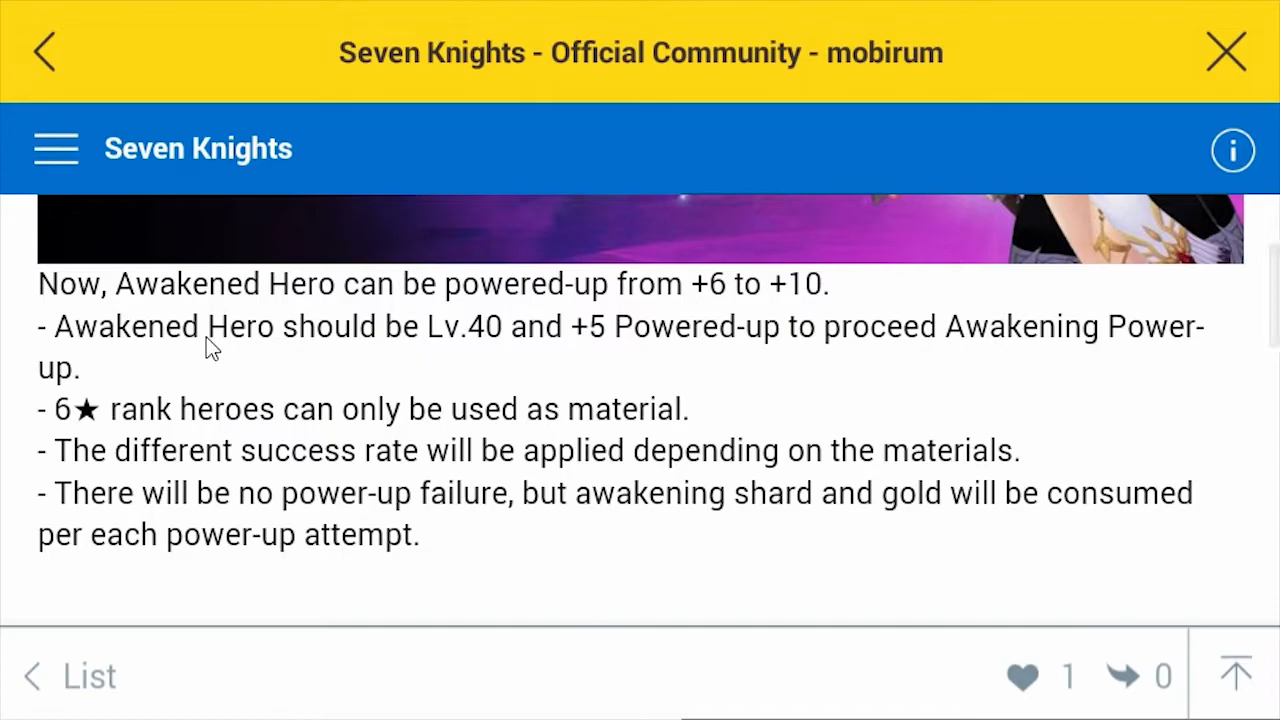 Seven Knights - Official Community - mobirum
Seven Knights
Now, Awakened Hero can be powered-up from +6 to +10.
- Awakened Hero should be Lv.40 and +5 Powered-up to proceed Awakening Power-
up.
- 6★ rank heroes can only be used as material.
- The different success rate will be applied depending on the materials.
- There will be no power-up failure, but awakening shard and gold will be consumed
per each power-up attempt.
List 1 0